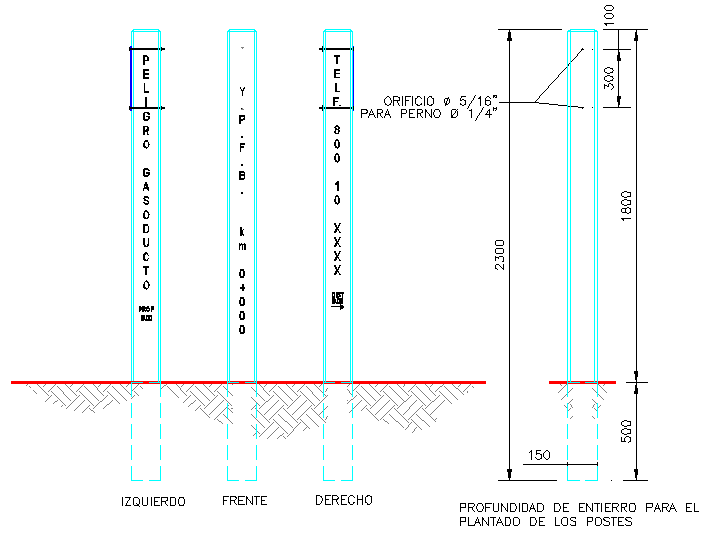 PELIGRO GASODUCTO
Y.P.F.B.
km 0+000
TELF. 800 10 XXXX
ORIFICIO Ø 5/16"
PARA PERNO Ø 1/4"
100
300
1800
2300
500
150
IZQUIERDO
FRENTE
DERECHO
PROFUNDIDAD DE ENTIERRO PARA EL
PLANTADO DE LOS POSTES